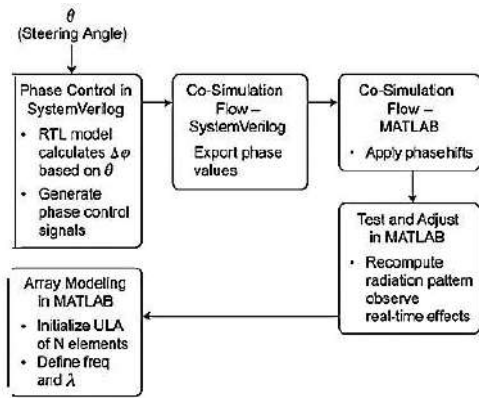 θ
(Steering Angle)
Phase Control in
SystemVerilog
• RTL model
calculates Δφ
based on θ
• Generate
phase control
signals
Co-Simulation
Flow –
SystemVerilog
Export phase
values
Co-Simulation
Flow –
MATLAB
• Apply phasehifts
Test and Adjust
in MATLAB
• Recompute
radiation pattern
observe
real-time effects
Array Modeling
in MATLAB
• Initialize ULA
of N elements
• Define freq
and λ